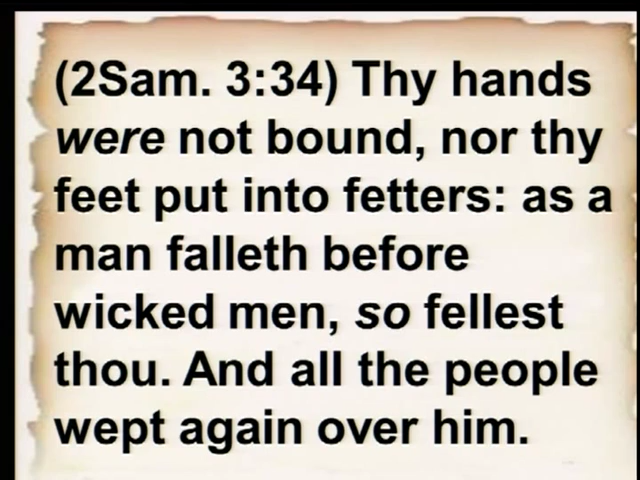 (2Sam. 3:34) Thy hands
were not bound, nor thy
feet put into fetters: as a
man falleth before
wicked men, so fellest
thou. And all the people
wept again over him.